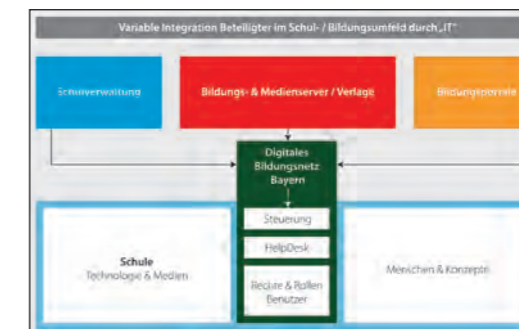 Variable Integration Beteiligter im Schul- / Bildungsumfeld durch „IT“
Schulverwaltung
Bildungs- & Medienserver / Verlage
Bildungsportale
Digitales
Bildungsnetz
Bayern
Steuerung
HelpDesk
Rechte & Rollen
Benutzer
Schule
Technologie & Medien
Menschen & Konzepte